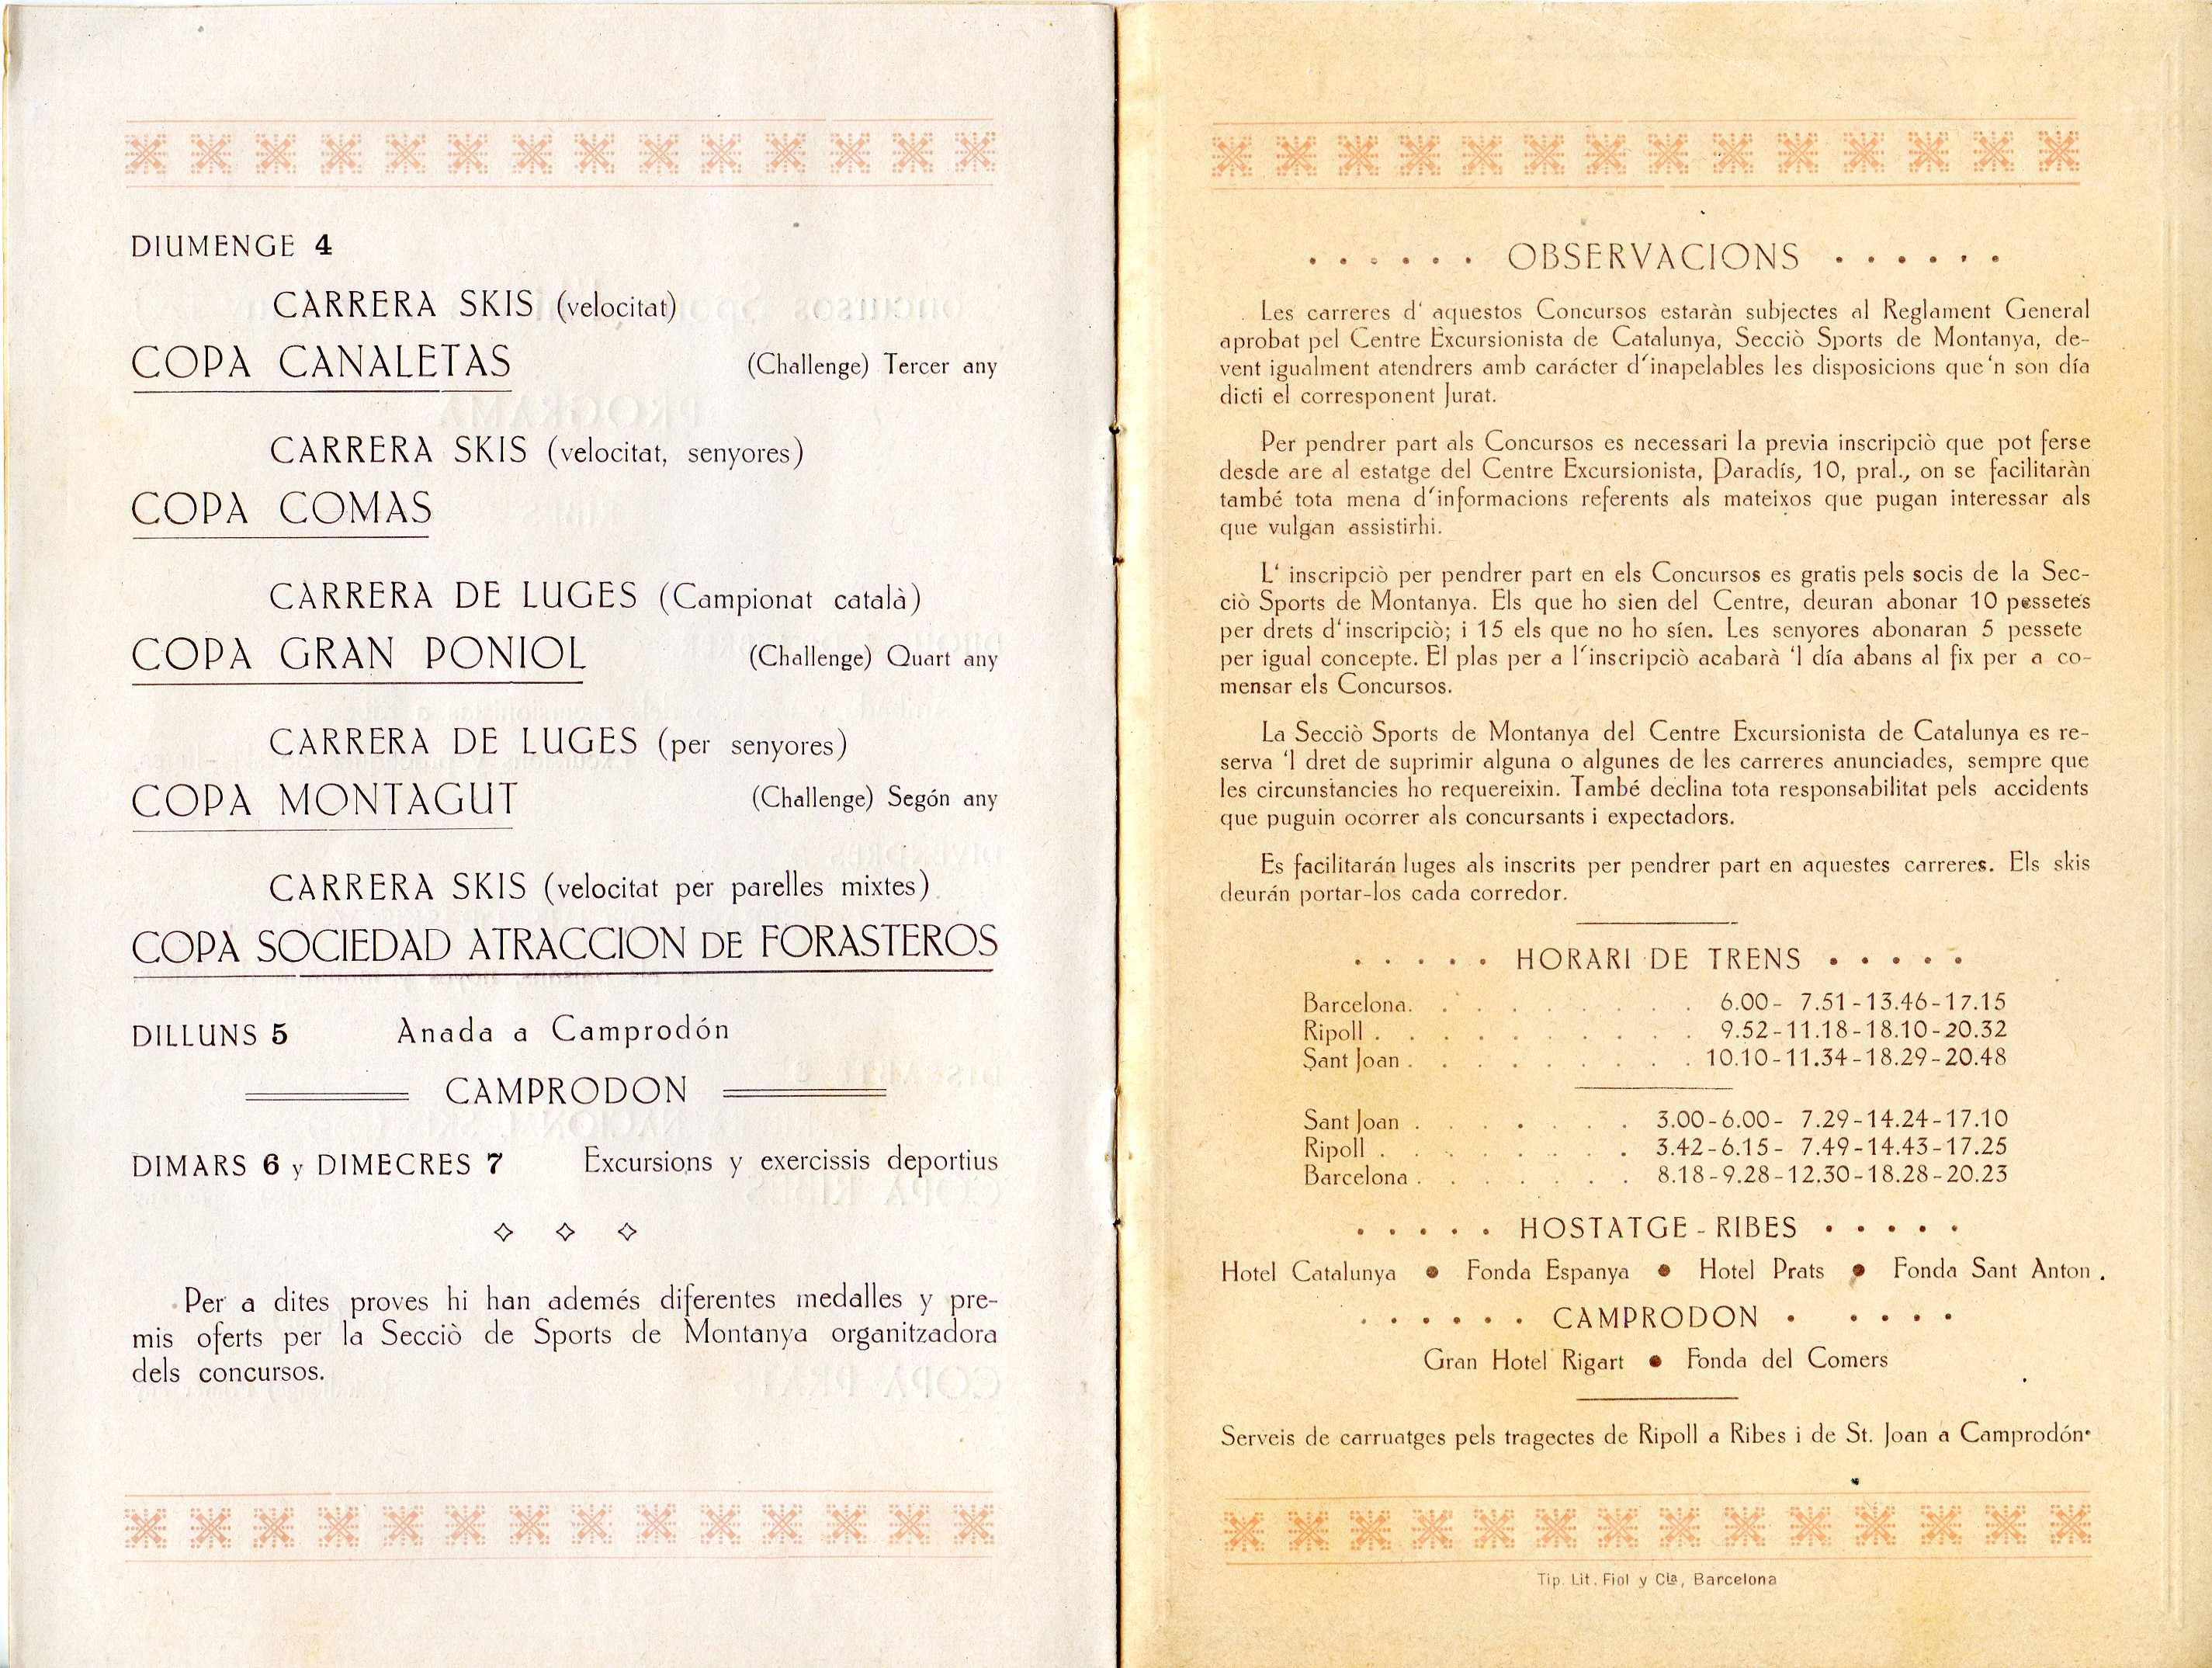 DIUMENGE 4
CARRERA SKIS (velocitat)
COPA CANALETAS (Challenge) Tercer any
CARRERA SKIS (velocitat, senyores)
COPA COMAS
CARRERA DE LUGES (Campionat català)
COPA GRAN PONIOL (Challenge) Quart any
CARRERA DE LUGES (per senyores)
COPA MONTAGUT (Challenge) Segón any
CARRERA SKIS (velocitat per parelles mixtes)
COPA SOCIEDAD ATRACCION DE FORASTEROS
DILLUNS 5 Anada a Camprodón
CAMPRODON
DIMARS 6 y DIMECRES 7 Excursions y exercissis deportius
Per a dites proves hi hanademés diferentes medalles y pre-
mis oferts per la Secciò de Sports de Montanya organitzadora
dels concursos.
. . . . . . OBSERVACIONS . . . . . .
Les carreres d' aquestos Concursos estaràn subjectes al Reglament General
aprobat pel Centre Excursionista de Catalunya, Secciò Sports de Montanya, de-
vent igualment atendrers amb carácter d'inapelables les disposicions que'n son día
dicti el corresponent Jurat.
Per pendrer part als Concursos es necessari la previa inscripciò que pot ferse
desde are al estatge del Centre Excursionista, Paradís, 10, pral., on se facilitaràn
també tota mena d'informacions referents als mateixos que pugan interessar als
que vulgan assistirhi.
L' inscripciò per pendrer part en els Concursos es gratis pels socis de la Sec-
ciò Sports de Montanya. Els que ho sien del Centre, deuran abonar 10 pessetes
per drets d'inscripciò; i 15 els que no ho síen. Les senyores abonaran 5 pessete
per igual concepte. El plas per a l'inscripciò acabarà 'l día abans al fix per a co-
mensar els Concursos.
La Secciò Sports de Montanya del Centre Excursionista de Catalunya es re-
serva 'l dret de suprimir alguna o algunes de les carreres anunciades, sempre que
les circunstancies ho requereixin. També declina tota responsabilitat pels accidents
que puguin ocorrer als concursants i expectadors.
Es facilitarán luges als inscrits per pendrer part en aquestes carreres. Els skis
deurán portar-los cada corredor.
. . . . . HORARI DE TRENS . . . . .
Barcelona. . . . . . . . . 6.00- 7.51-13.46-17.15
Ripoll . . . . . . . . . . 9.52-11.18-18.10-20.32
Sant Joan . . . . . . . . . 10.10-11.34-18.29-20.48
Sant Joan . . . . . . . 3.00-6.00- 7.29-14.24-17.10
Ripoll . . . . . . . . 3.42-6.15- 7.49-14.43-17.25
Barcelona . . . . . . . 8.18-9.28-12.30-18.28-20.23
. . . . . HOSTATGE-RIBES . . . . .
Hotel Catalunya ● Fonda Espanya ● Hotel Prats ● Fonda Sant Anton .
. . . . . . CAMPRODON . . . . .
Gran Hotel Rigart ● Fonda del Comers
Serveis de carruatges pels tragectes de Ripoll a Ribes i de St. Joan a Camprodón·
Tip. Lit. Fiol y Cía, Barcelona